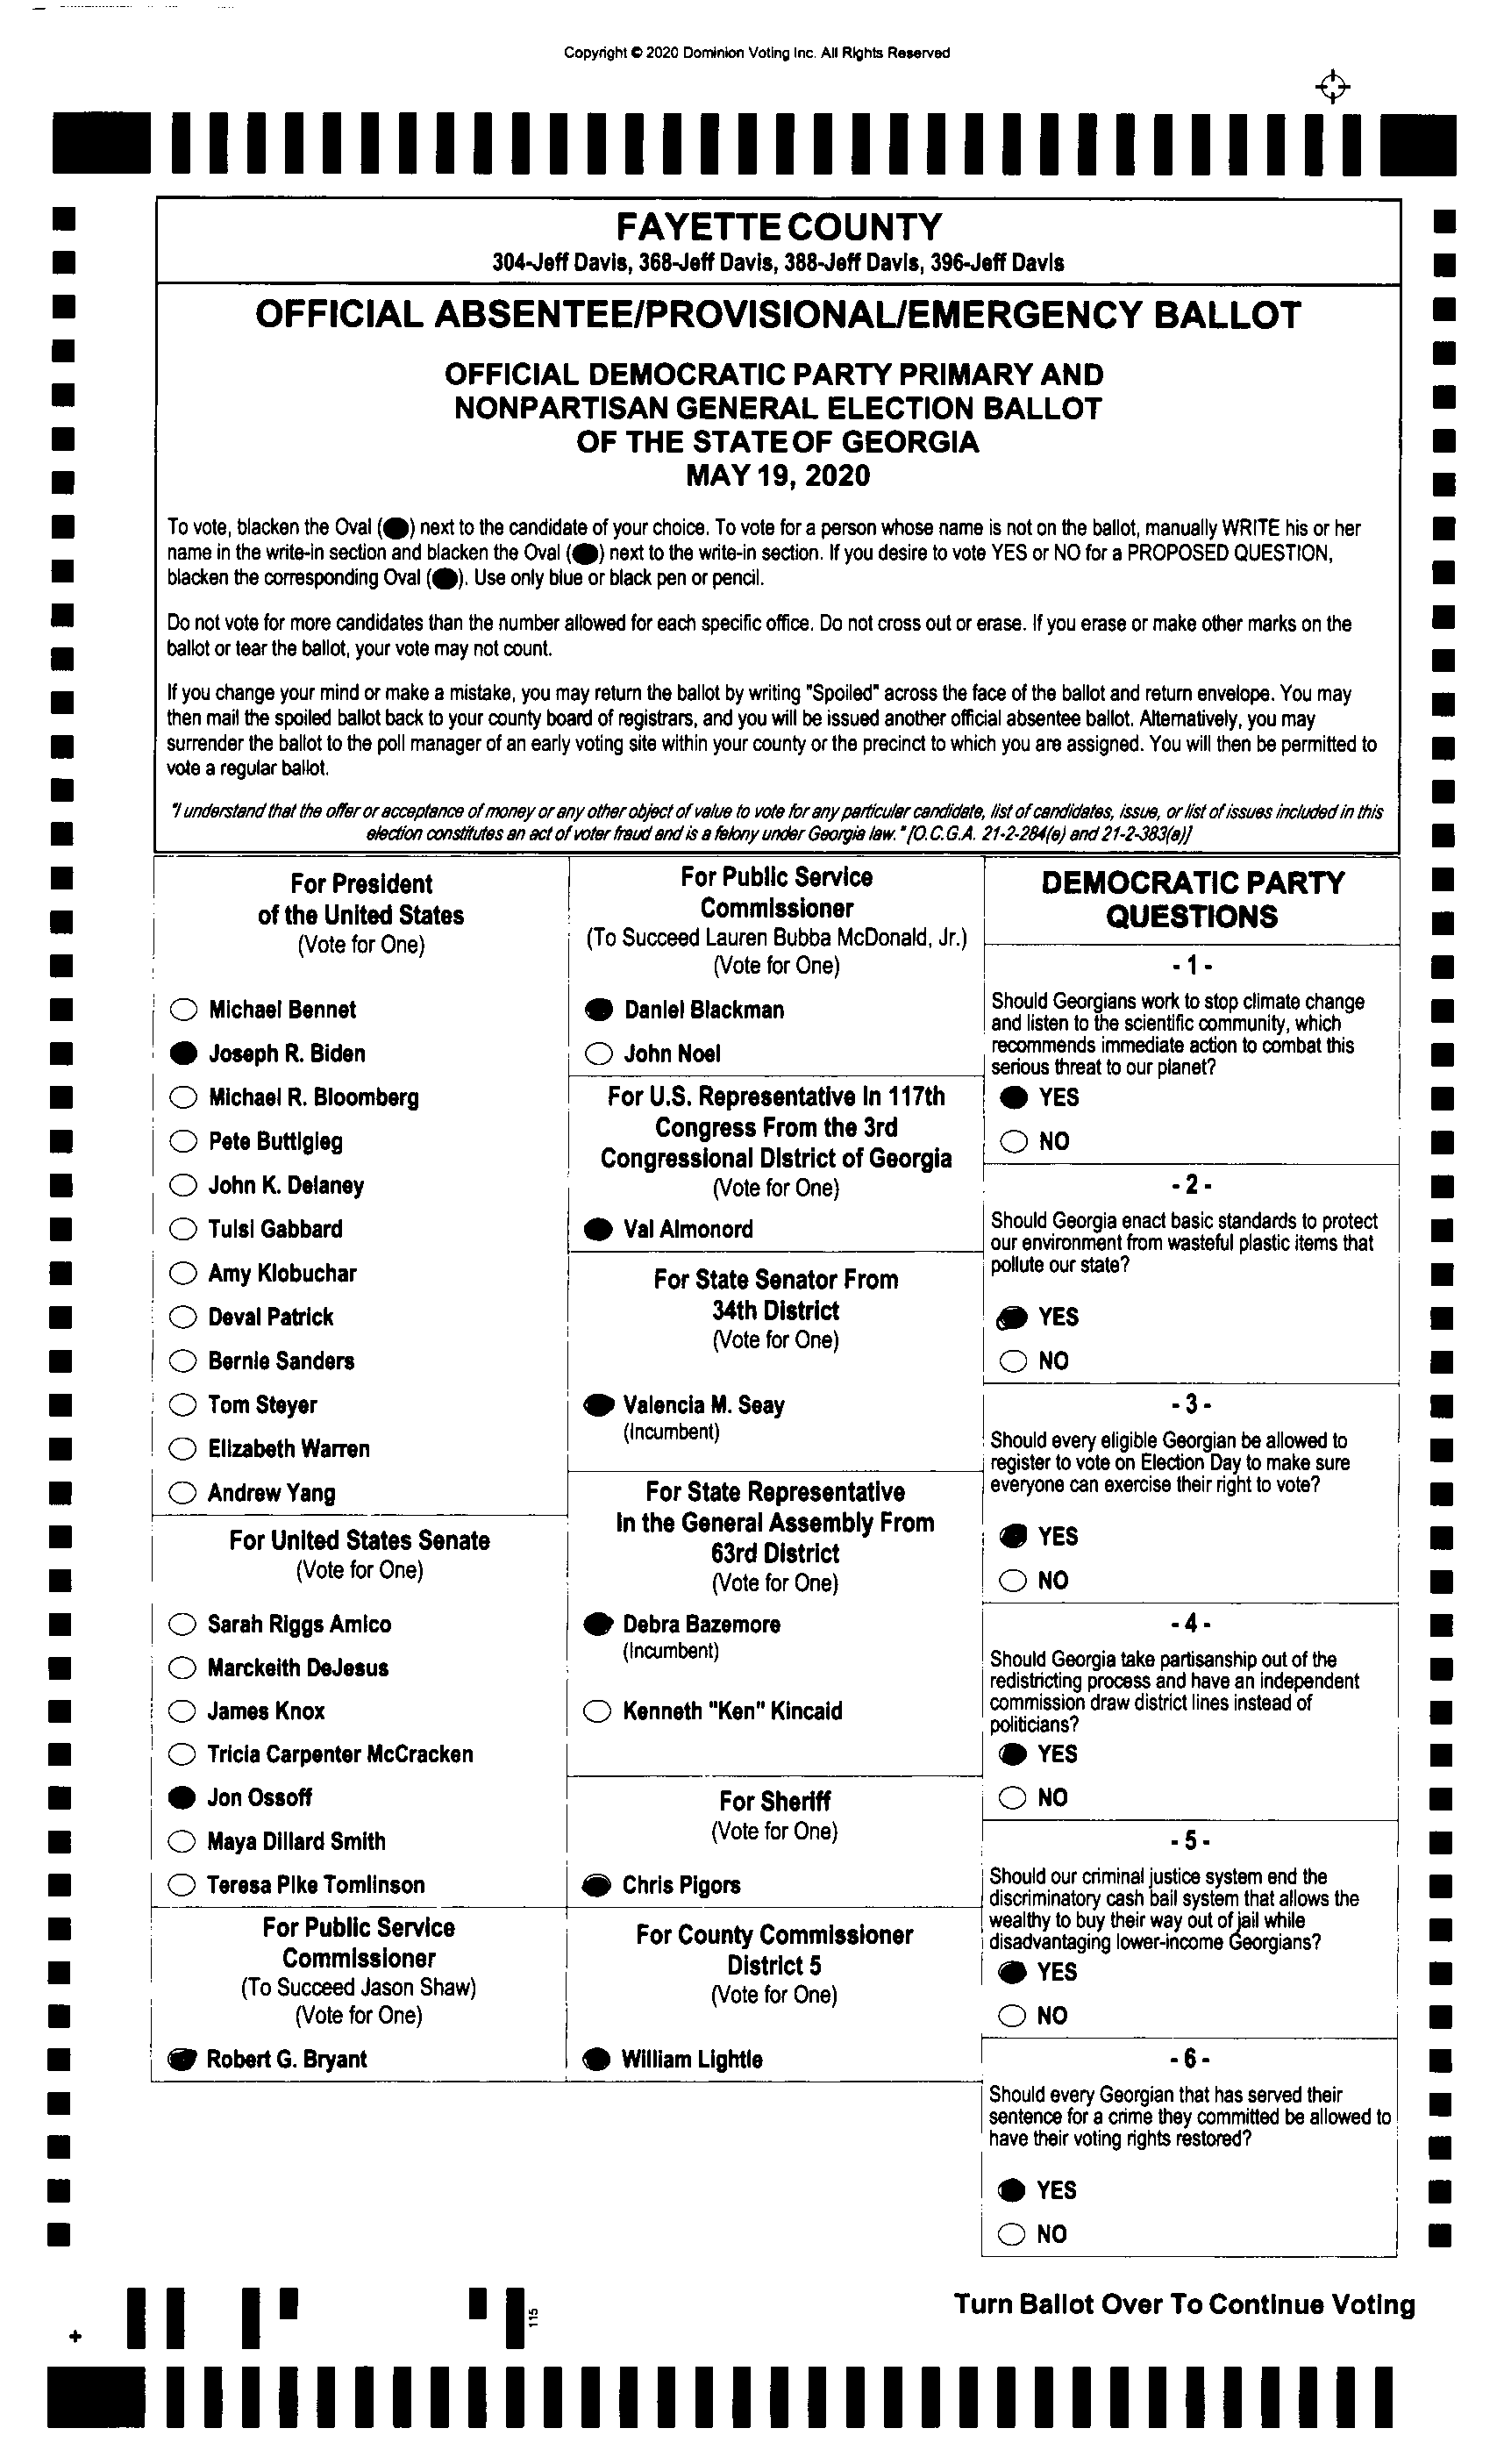 Copyright © 2020 Dominion Voting Inc. All Rights Reserved
FAYETTE COUNTY
304-Jeff Davis, 368-Jeff Davis, 388-Jeff Davis, 396-Jeff Davis
OFFICIAL ABSENTEE/PROVISIONAL/EMERGENCY BALLOT
OFFICIAL DEMOCRATIC PARTY PRIMARY AND
NONPARTISAN GENERAL ELECTION BALLOT
OF THE STATE OF GEORGIA
MAY 19, 2020
To vote, blacken the Oval () next to the candidate of your choice. To vote for a person whose name is not on the ballot, manually WRITE his or her
name in the write-in section and blacken the Oval () next to the write-in section. If you desire to vote YES or NO for a PROPOSED QUESTION,
blacken the corresponding Oval (). Use only blue or black pen or pencil.
Do not vote for more candidates than the number allowed for each specific office. Do not cross out or erase. If you erase or make other marks on the
ballot or tear the ballot, your vote may not count.
If you change your mind or make a mistake, you may return the ballot by writing "Spoiled" across the face of the ballot and return envelope. You may
then mail the spoiled ballot back to your county board of registrars, and you will be issued another official absentee ballot. Alternatively, you may
surrender the ballot to the poll manager of an early voting site within your county or the precinct to which you are assigned. You will then be permitted to
vote a regular ballot.
"I understand that the offer or acceptance of money or any other object of value to vote for any particular candidate, list of candidates, issue, or list of issues included in this
election constitutes an act of voter fraud and is a felony under Georgia law." [O.C.G.A. 21-2-284(e) and 21-2-383(a)]
For President
of the United States
(Vote for One)
Michael Bennet
Joseph R. Biden
Michael R. Bloomberg
Pete Buttigieg
John K. Delaney
Tulsi Gabbard
Amy Klobuchar
Deval Patrick
Bernie Sanders
Tom Steyer
Elizabeth Warren
Andrew Yang
For United States Senate
(Vote for One)
Sarah Riggs Amico
Marckeith DeJesus
James Knox
Tricia Carpenter McCracken
Jon Ossoff
Maya Dillard Smith
Teresa Pike Tomlinson
For Public Service
Commissioner
(To Succeed Jason Shaw)
(Vote for One)
Robert G. Bryant
For Public Service
Commissioner
(To Succeed Lauren Bubba McDonald, Jr.)
(Vote for One)
Daniel Blackman
John Noel
For U.S. Representative in 117th
Congress From the 3rd
Congressional District of Georgia
(Vote for One)
Val Almonord
For State Senator From
34th District
(Vote for One)
Valencia M. Seay
(Incumbent)
For State Representative
In the General Assembly From
63rd District
(Vote for One)
Debra Bazemore
(Incumbent)
Kenneth "Ken" Kincaid
For Sheriff
(Vote for One)
Chris Pigors
For County Commissioner
District 5
(Vote for One)
William Lightle
DEMOCRATIC PARTY
QUESTIONS
- 1 -
Should Georgians work to stop climate change
and listen to the scientific community, which
recommends immediate action to combat this
serious threat to our planet?
YES
NO
- 2 -
Should Georgia enact basic standards to protect
our environment from wasteful plastic items that
pollute our state?
YES
NO
- 3 -
Should every eligible Georgian be allowed to
register to vote on Election Day to make sure
everyone can exercise their right to vote?
YES
NO
- 4 -
Should Georgia take partisanship out of the
redistricting process and have an independent
commission draw district lines instead of
politicians?
YES
NO
- 5 -
Should our criminal justice system end the
discriminatory cash bail system that allows the
wealthy to buy their way out of jail while
disadvantaging lower-income Georgians?
YES
NO
- 6 -
Should every Georgian that has served their
sentence for a crime they committed be allowed to
have their voting rights restored?
YES
NO
115
Turn Ballot Over To Continue Voting